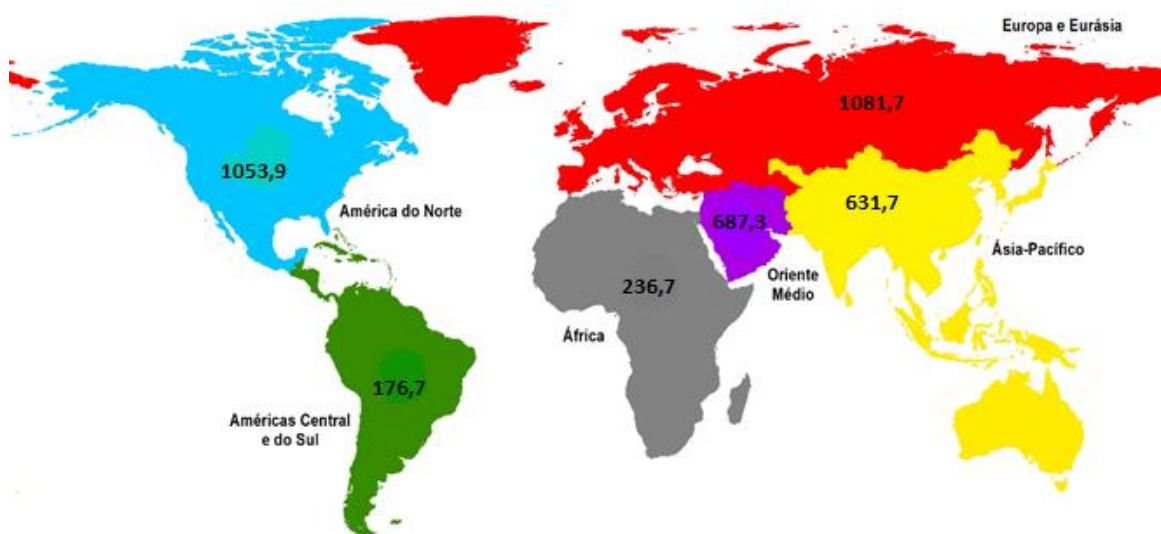 Europa e Eurásia
1081,7
1053,9
América do Norte
687,3
631,7
Ásia-Pacífico
Oriente
Médio
236,7
África
176,7
Américas Central
e do Sul